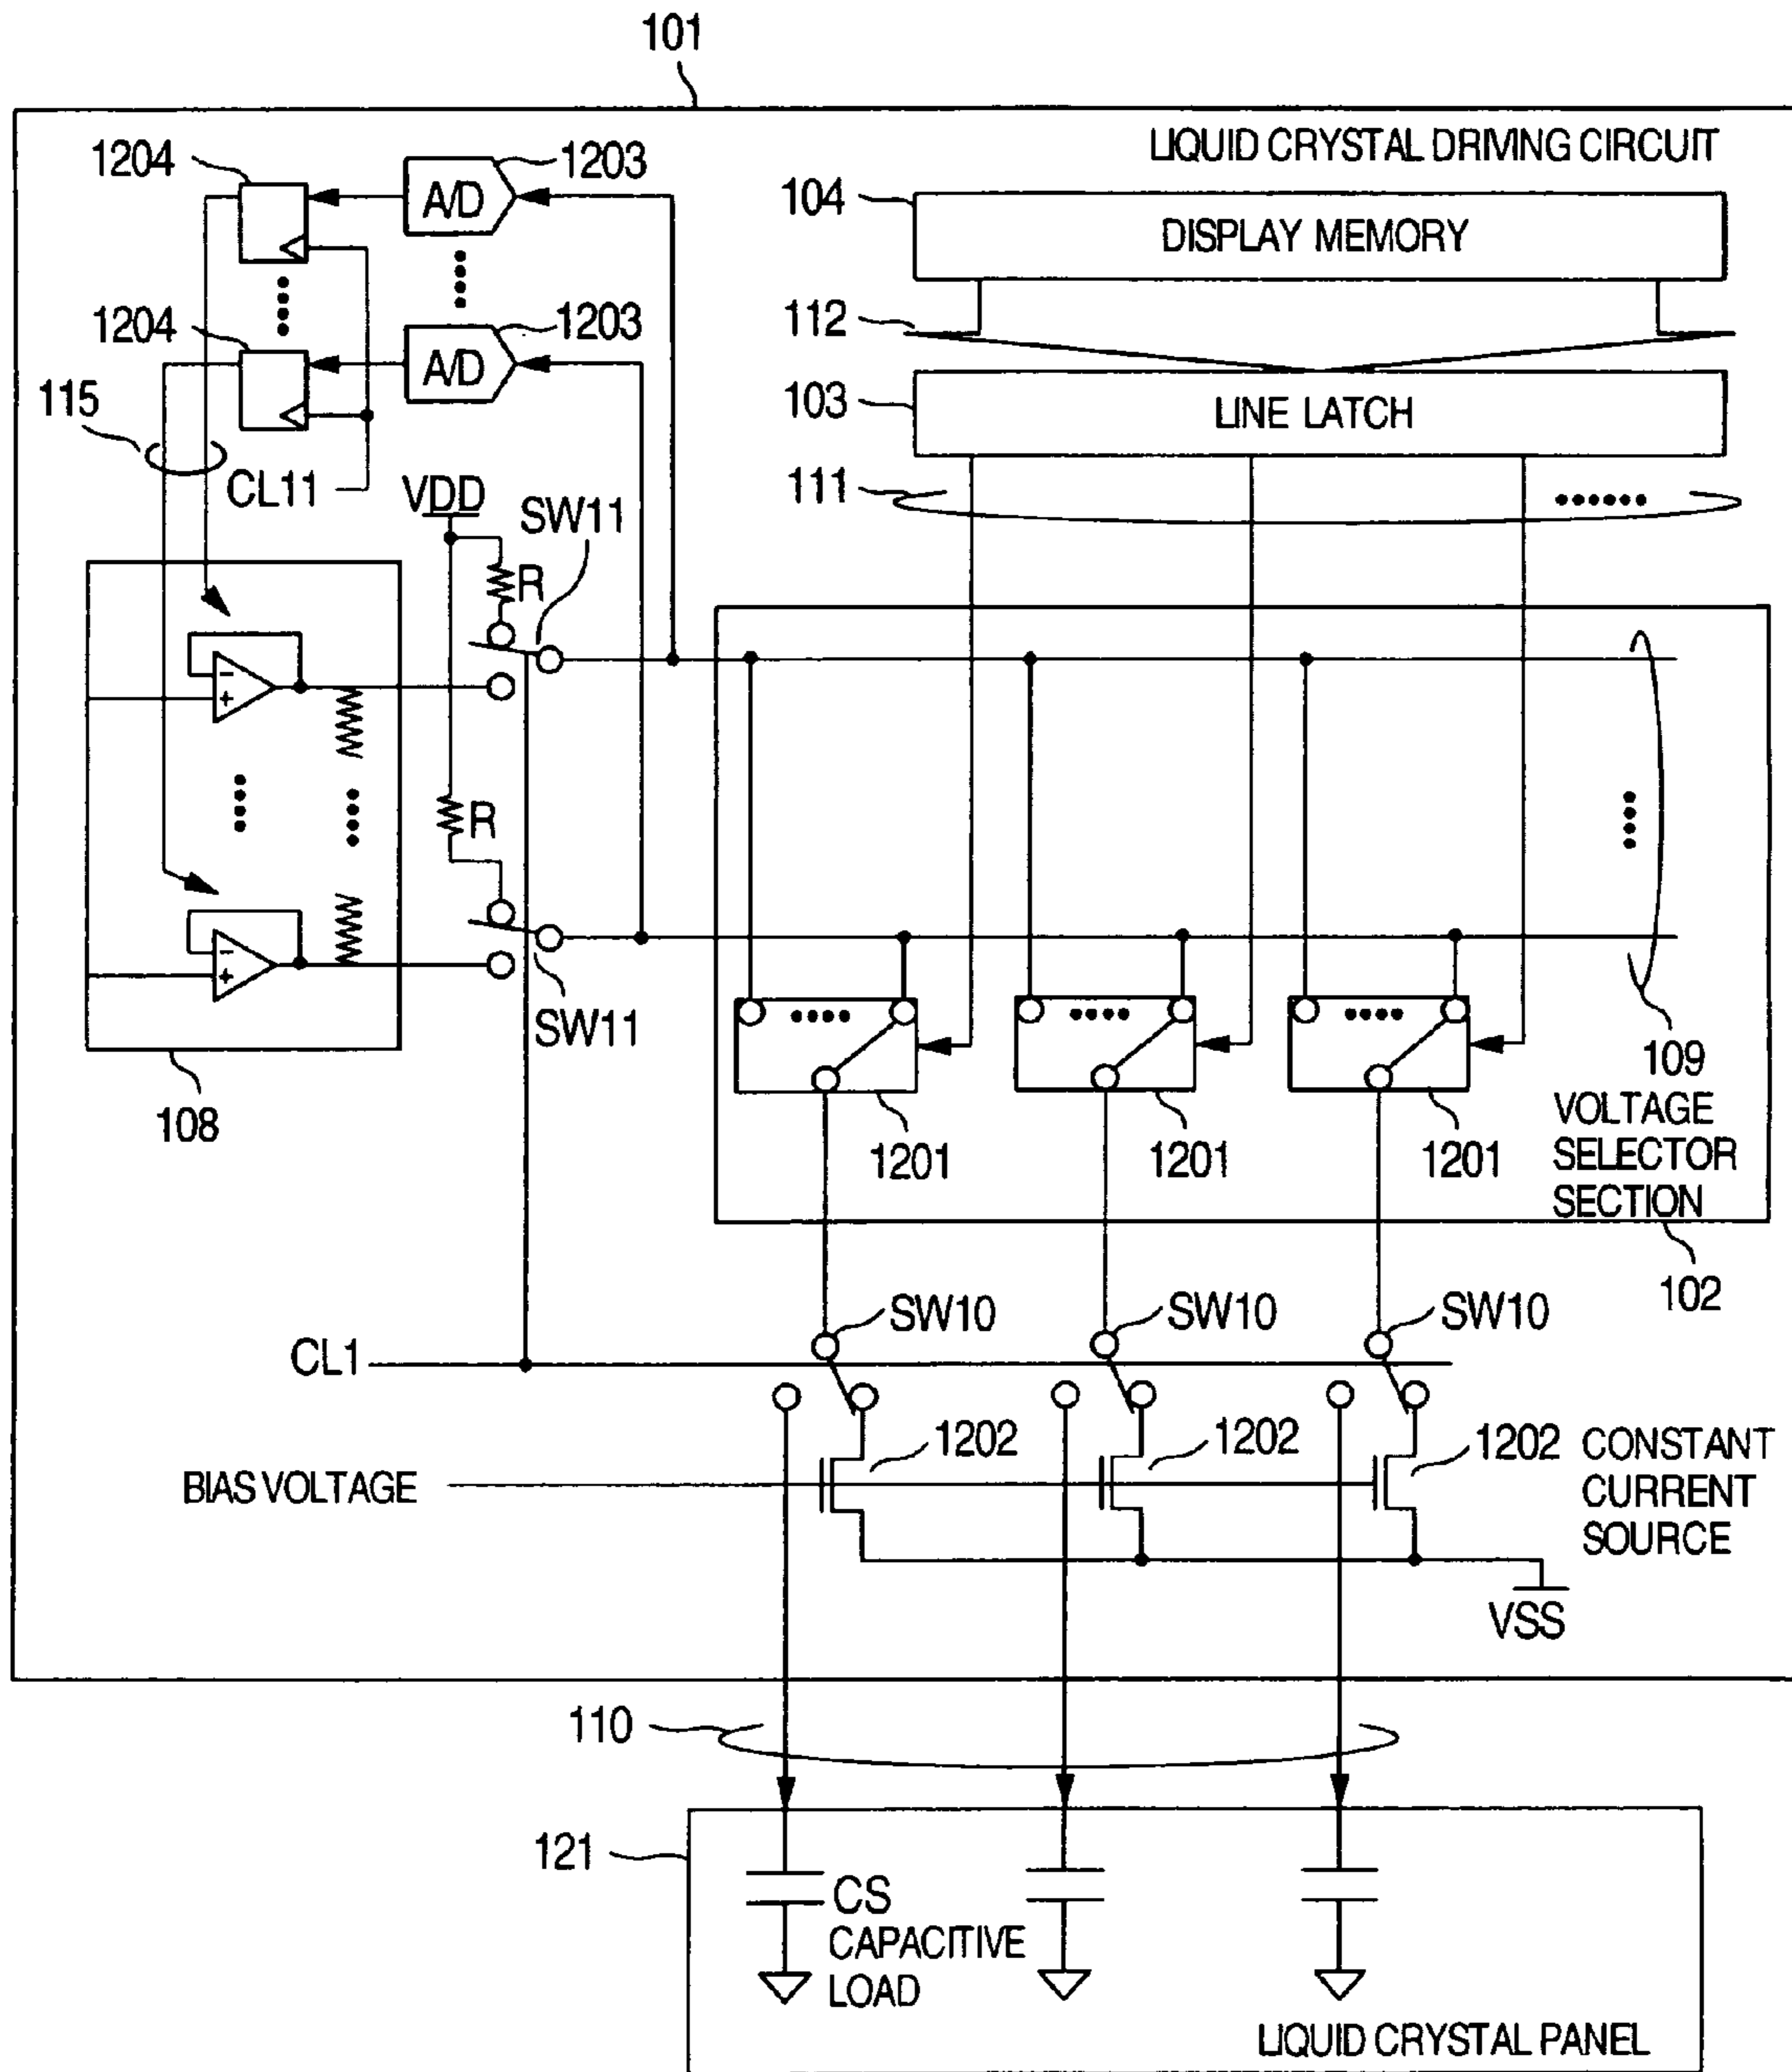 101
LIQUID CRYSTAL DRIVING CIRCUIT
1204
1203
A/D
104
DISPLAY MEMORY
1204
1203
A/D
112
103
LINE LATCH
115
CL11
111
VDD
SW11
R
-
+
R
-
+
SW11
108
109
1201
1201
1201
VOLTAGE
SELECTOR
SECTION
102
SW10
SW10
SW10
CL1
1202
1202
1202
CONSTANT
CURRENT
SOURCE
BIAS VOLTAGE
VSS
110
121
CS
CAPACITIVE
LOAD
LIQUID CRYSTAL PANEL